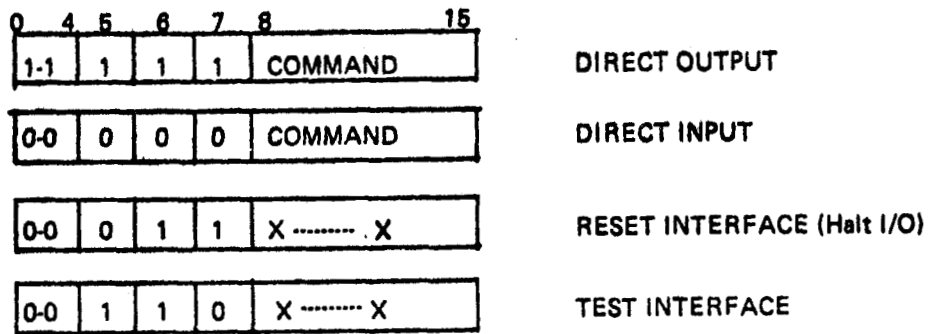 0 4 5 6 7 8 15
1-1 1 1 1 COMMAND DIRECT OUTPUT
0-0 0 0 0 COMMAND DIRECT INPUT
0-0 0 1 1 X --------- X RESET INTERFACE (Halt I/O)
0-0 1 1 0 X --------- X TEST INTERFACE